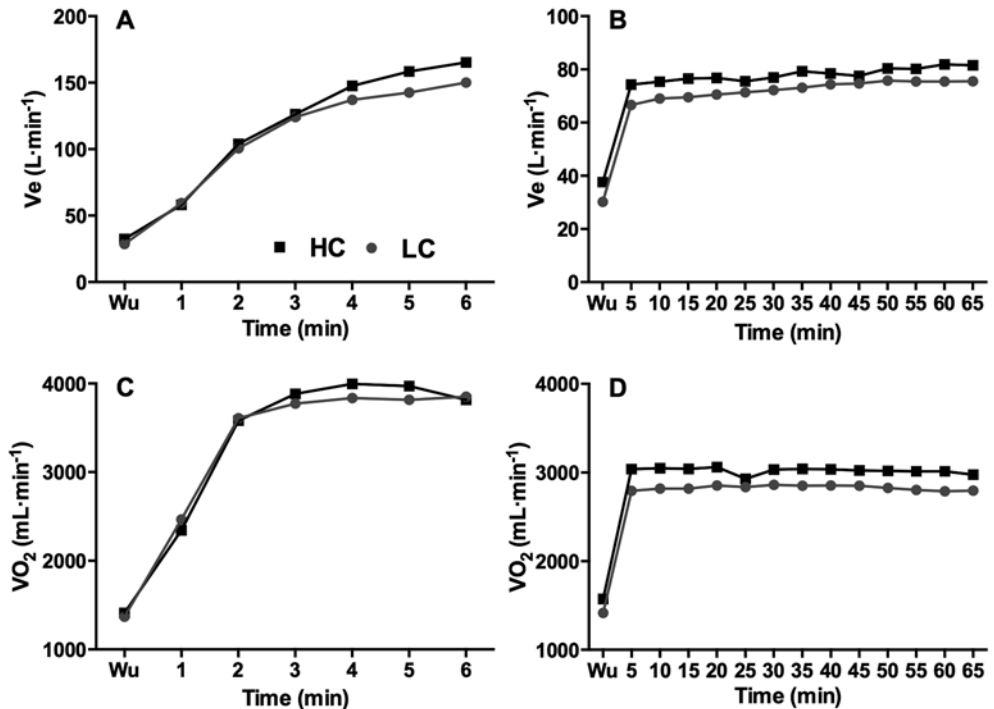 A
Ve (L·min⁻¹)
200
150
100
50
0
HC LC
Wu 1 2 3 4 5 6
Time (min)
B
Ve (L·min⁻¹)
100
80
60
40
20
0
Wu 5 10 15 20 25 30 35 40 45 50 55 60 65
Time (min)
C
VO₂ (mL·min⁻¹)
4000
3000
2000
1000
Wu 1 2 3 4 5 6
Time (min)
D
VO₂ (mL·min⁻¹)
4000
3000
2000
1000
Wu 5 10 15 20 25 30 35 40 45 50 55 60 65
Time (min)